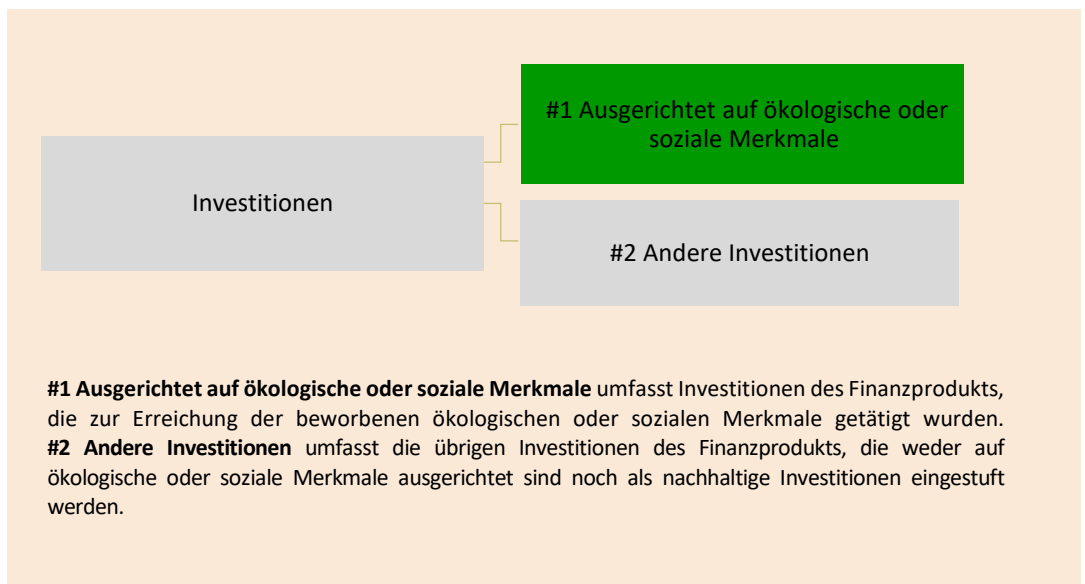 #1 Ausgerichtet auf ökologische oder
soziale Merkmale
Investitionen
#2 Andere Investitionen
#1 Ausgerichtet auf ökologische oder soziale Merkmale umfasst Investitionen des Finanzprodukts,
die zur Erreichung der beworbenen ökologischen oder sozialen Merkmale getätigt wurden.
#2 Andere Investitionen umfasst die übrigen Investitionen des Finanzprodukts, die weder auf
ökologische oder soziale Merkmale ausgerichtet sind noch als nachhaltige Investitionen eingestuft
werden.